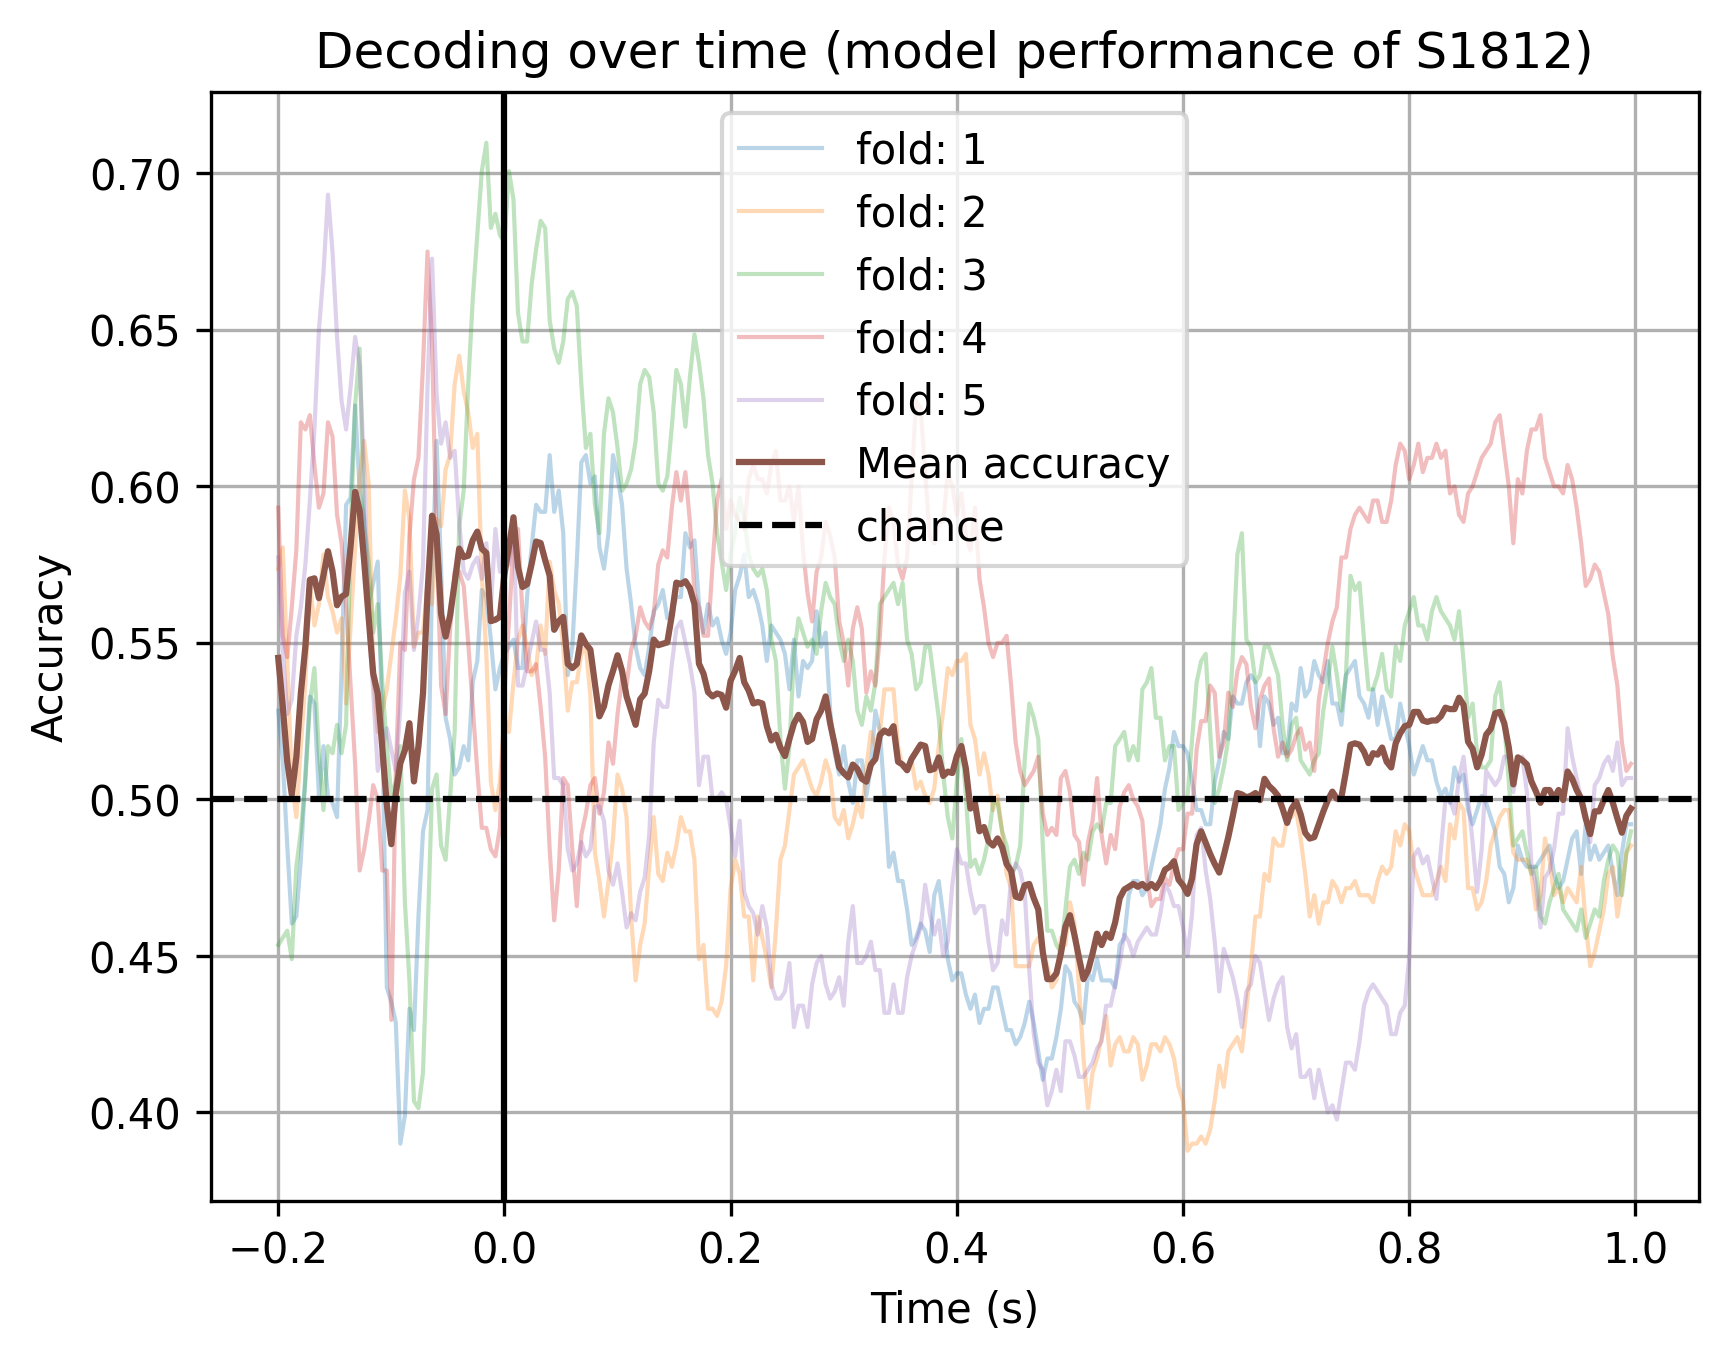 Decoding over time (model performance of S1812)
fold: 1
fold: 2
fold: 3
fold: 4
fold: 5
Mean accuracy
chance
Accuracy
0.70
0.65
0.60
0.55
0.50
0.45
0.40
−0.2 0.0 0.2 0.4 0.6 0.8 1.0
Time (s)